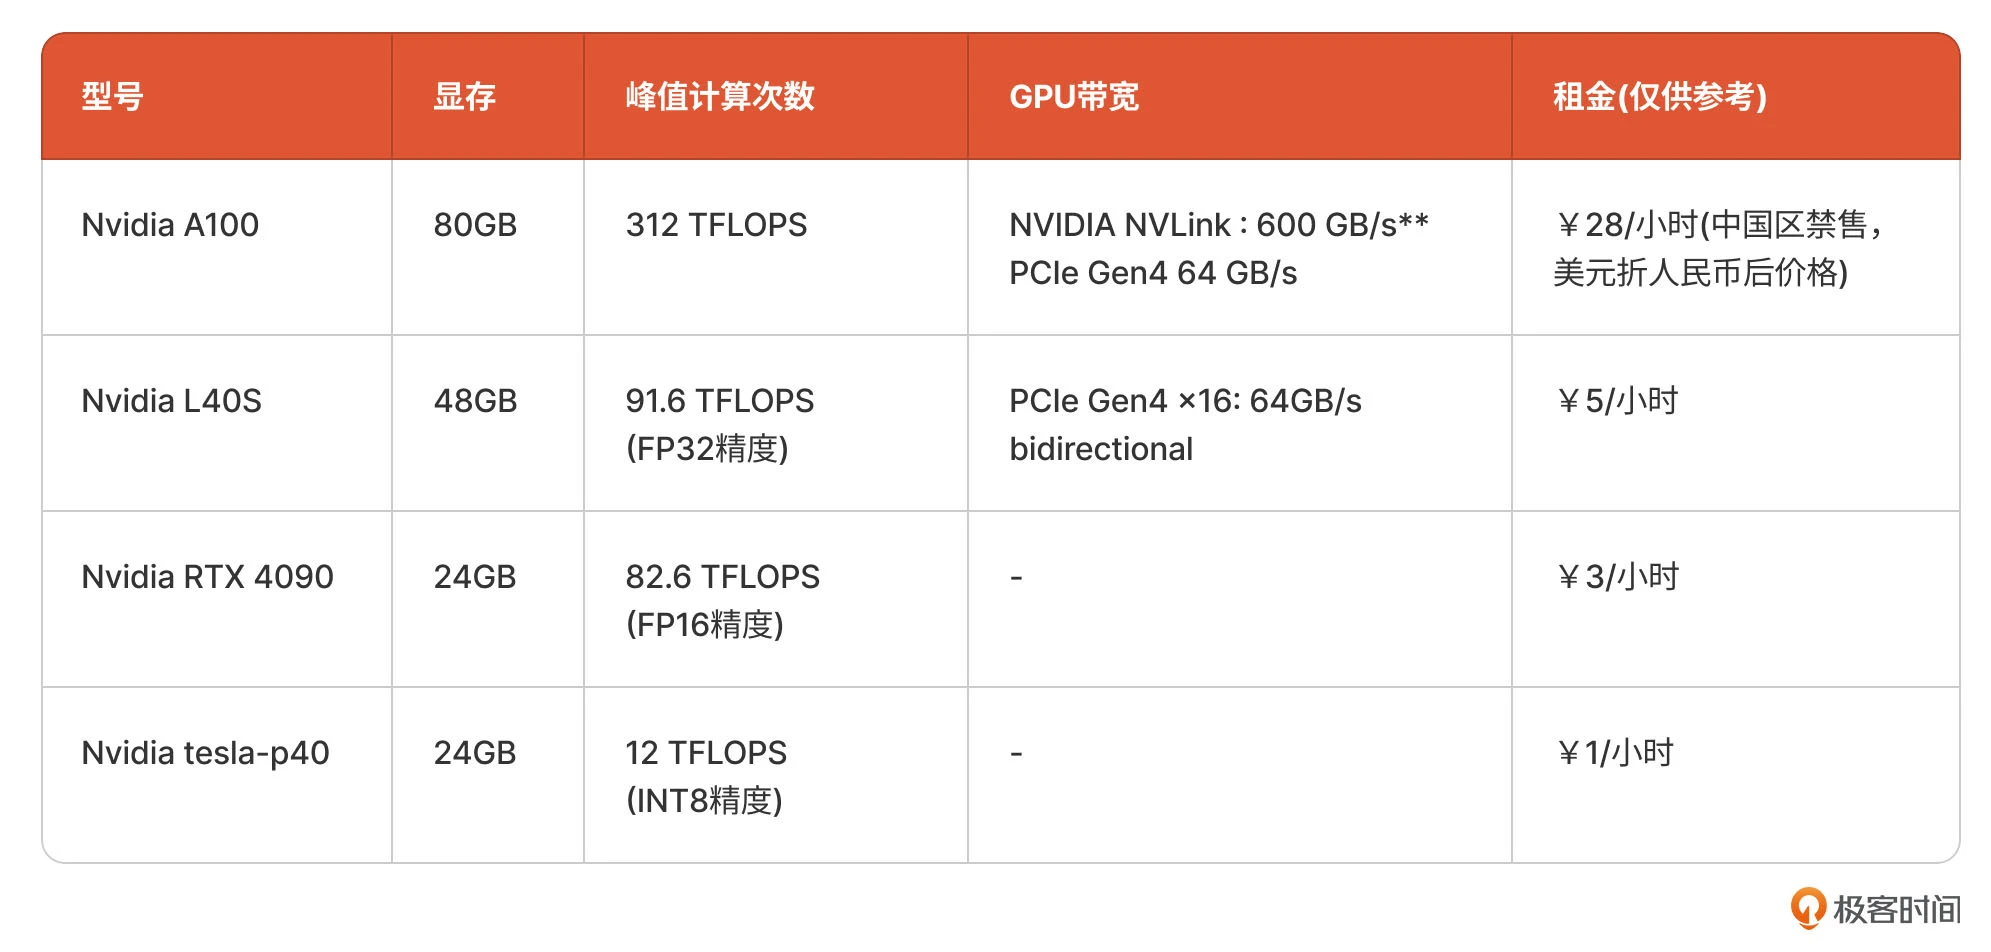 型号 显存 峰值计算次数 GPU带宽 租金(仅供参考)
Nvidia A100 80GB 312 TFLOPS NVIDIA NVLink : 600 GB/s** ￥28/小时(中国区禁售，
PCIe Gen4 64 GB/s 美元折人民币后价格)
Nvidia L40S 48GB 91.6 TFLOPS PCIe Gen4 ×16: 64GB/s ￥5/小时
(FP32精度) bidirectional
Nvidia RTX 4090 24GB 82.6 TFLOPS - ￥3/小时
(FP16精度)
Nvidia tesla-p40 24GB 12 TFLOPS - ￥1/小时
(INT8精度)
极客时间